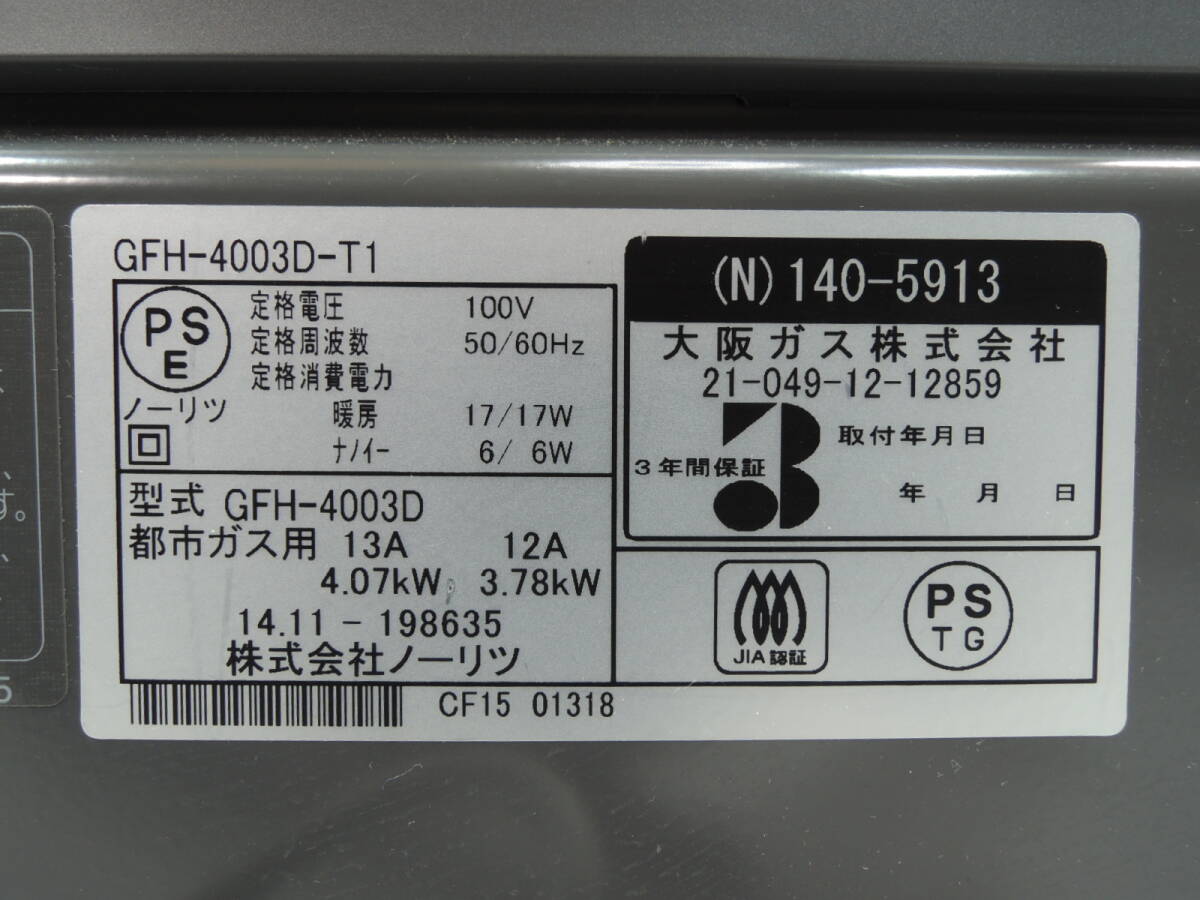 GFH-4003D-T1
PS
E
定格電圧 100V
定格周波数 50/60Hz
定格消費電力
ノーリツ 暖房 17/17W
ナノイー 6/ 6W
型式 GFH-4003D
都市ガス用 13A 12A
4.07kW 3.78kW
14.11 - 198635
株式会社ノーリツ
CF15 01318
(N) 140-5913
大阪ガス株式会社
21-049-12-12859
3年間保証
取付年月日
年 月 日
JIA 認証
PS
TG
す。
5